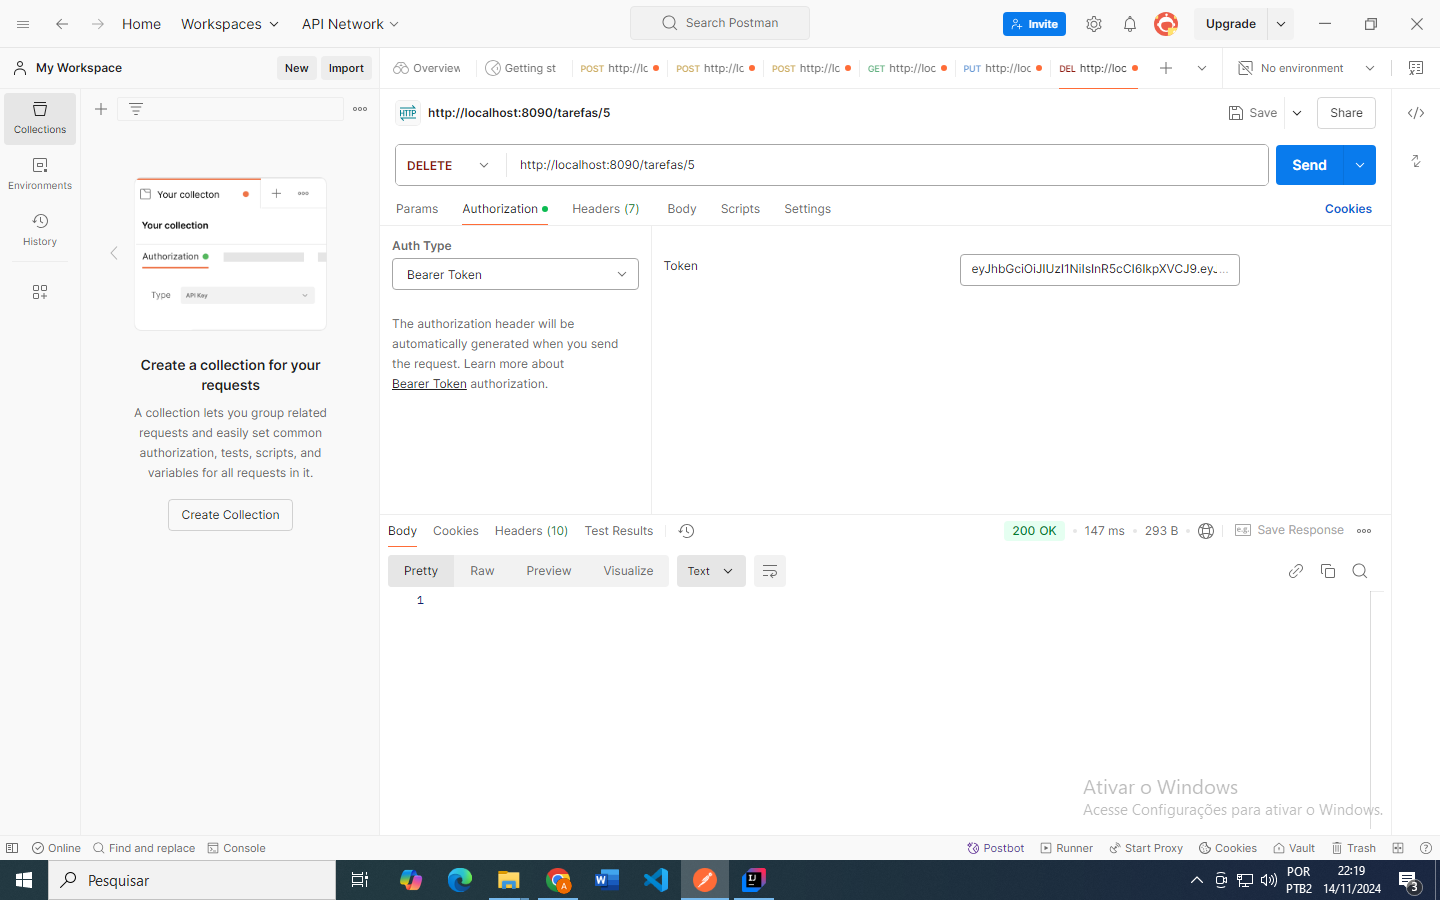 Home
Workspaces
API Network
Search Postman
Invite
Upgrade
My Workspace
New
Import
Overview
Getting st
POST http://lc
POST http://lc
POST http://lc
GET http://loc
PUT http://loc
DEL http://loc
No environment
Collections
Environments
History
Your collecton
Your collection
Authorization
Type
API Key
Create a collection for your
requests
A collection lets you group related
requests and easily set common
authorization, tests, scripts, and
variables for all requests in it.
Create Collection
HTTP
http://localhost:8090/tarefas/5
Save
Share
DELETE
http://localhost:8090/tarefas/5
Send
Params
Authorization
Headers (7)
Body
Scripts
Settings
Cookies
Auth Type
Bearer Token
The authorization header will be
automatically generated when you send
the request. Learn more about
Bearer Token authorization.
Token
eyJhbGciOiJIUzI1NiIsInR5cCI6IkpXVCJ9.ey...
Body
Cookies
Headers (10)
Test Results
200 OK
147 ms
293 B
e.g.
Save Response
Pretty
Raw
Preview
Visualize
Text
1
Ativar o Windows
Acesse Configurações para ativar o Windows.
Online
Find and replace
Console
Postbot
Runner
Start Proxy
Cookies
Vault
Trash
Pesquisar
A
W
IJ
POR
PTB2
22:19
14/11/2024
3